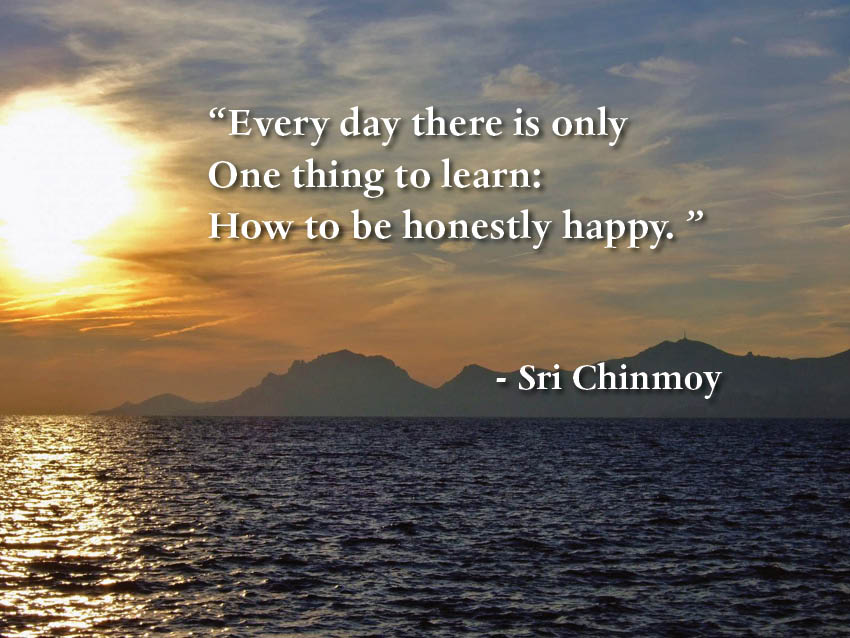 “Every day there is only
One thing to learn:
How to be honestly happy. ”
- Sri Chinmoy